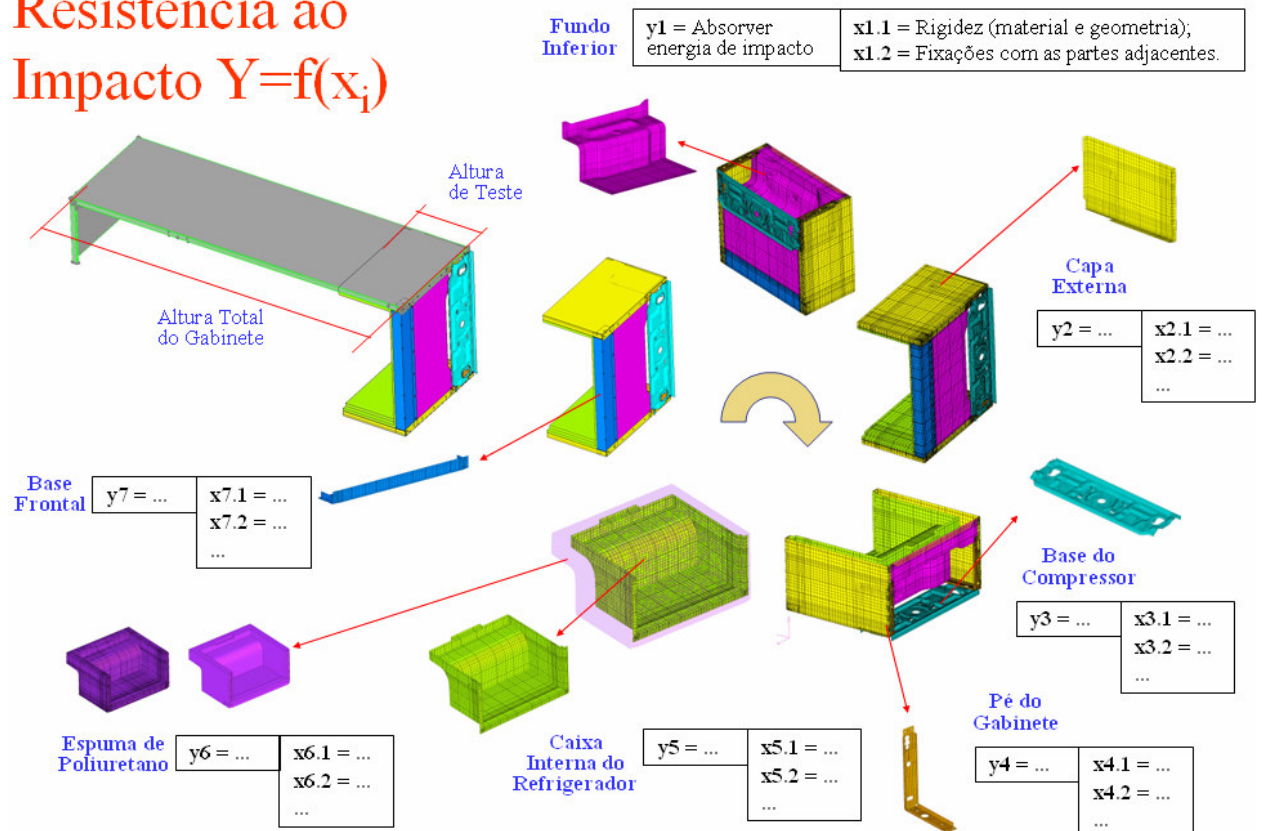 Resistência ao
Impacto Y=f(xi)
Fundo
Inferior
y1 = Absorver
energia de impacto
x1.1 = Rigidez (material e geometria);
x1.2 = Fixações com as partes adjacentes.
Altura
de Teste
Altura Total
do Gabinete
Capa
Externa
y2 = ...
x2.1 = ...
x2.2 = ...
...
Base
Frontal
y7 = ...
x7.1 = ...
x7.2 = ...
...
Base do
Compressor
y3 = ...
x3.1 = ...
x3.2 = ...
...
Espuma de
Poliuretano
y6 = ...
x6.1 = ...
x6.2 = ...
...
Caixa
Interna do
Refrigerador
y5 = ...
x5.1 = ...
x5.2 = ...
...
Pé do
Gabinete
y4 = ...
x4.1 = ...
x4.2 = ...
...